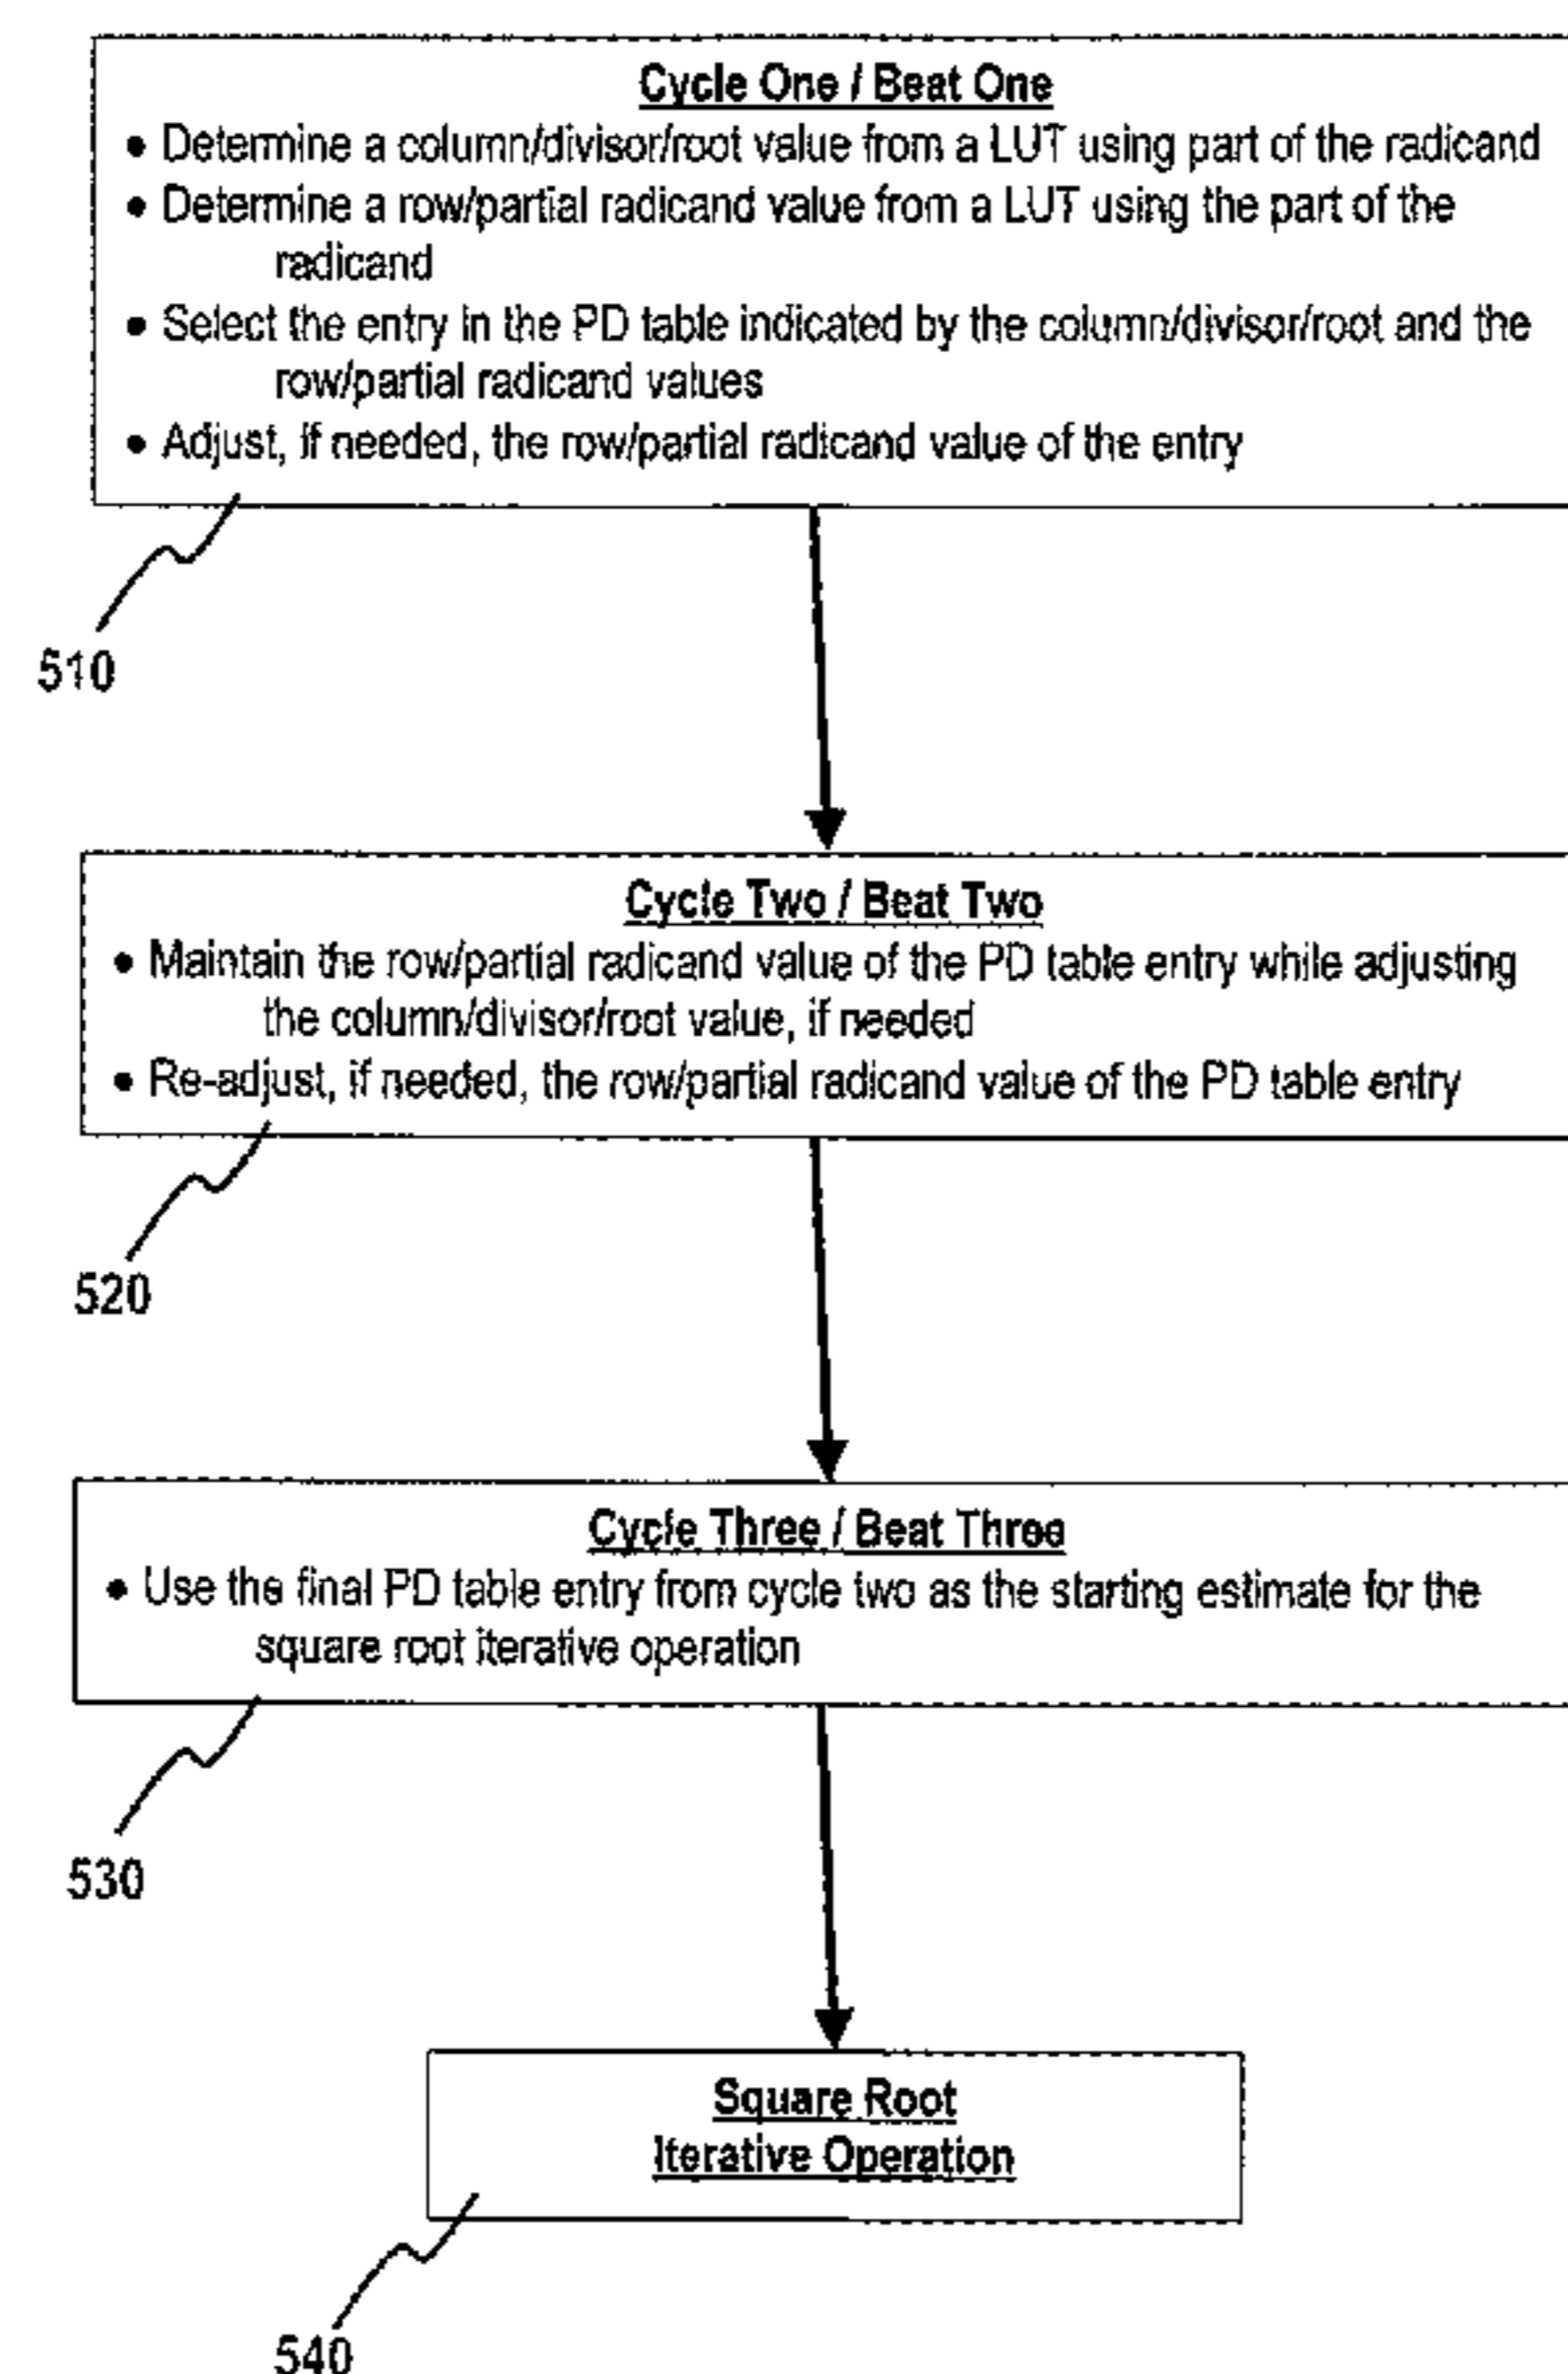 Cycle One / Beat One
● Determine a column/divisor/root value from a LUT using part of the radicand
● Determine a row/partial radicand value from a LUT using the part of the
radicand
● Select the entry in the PD table indicated by the column/divisor/root and the
row/partial radicand values
● Adjust, if needed, the row/partial radicand value of the entry
510
Cycle Two / Beat Two
● Maintain the row/partial radicand value of the PD table entry while adjusting
the column/divisor/root value, if needed
● Re-adjust, if needed, the row/partial radicand value of the PD table entry
520
Cycle Three / Beat Three
● Use the final PD table entry from cycle two as the starting estimate for the
square root iterative operation
530
Square Root
Iterative Operation
540